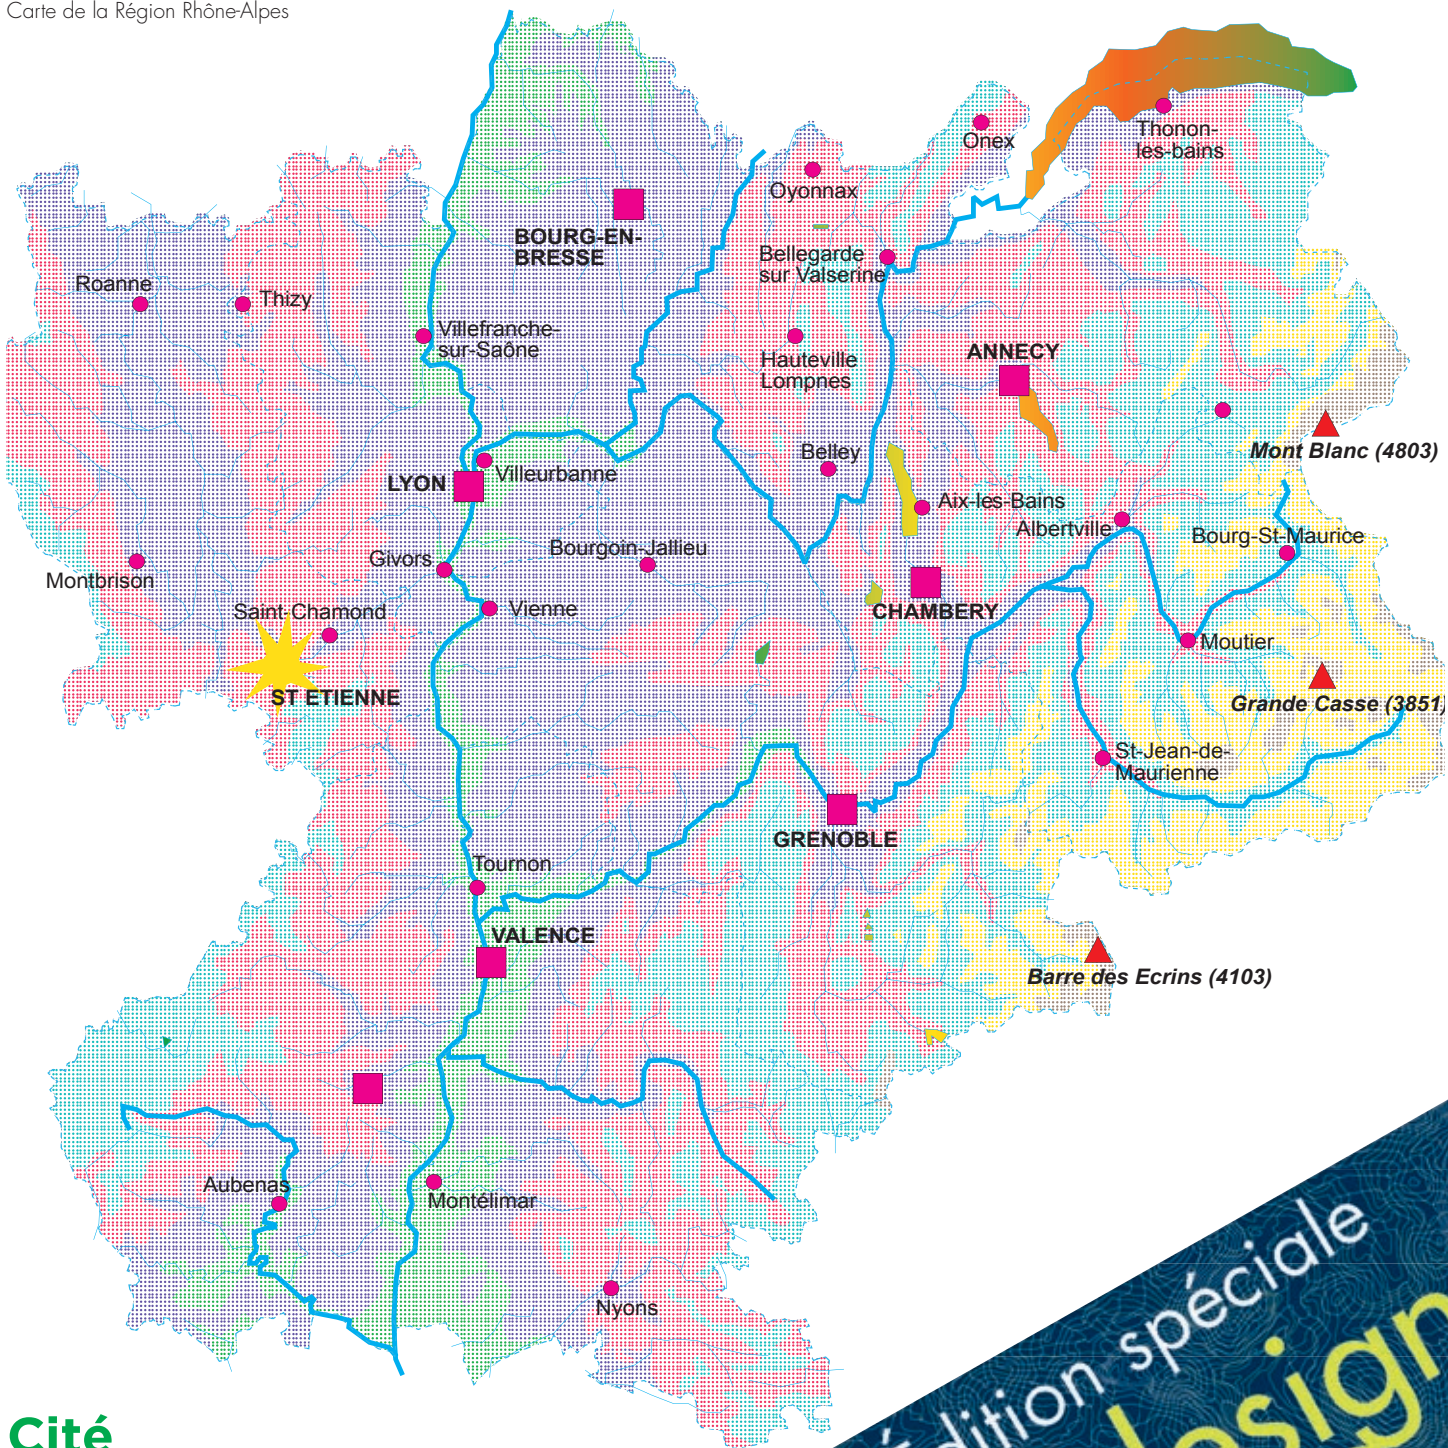 Carte de la Région Rhône-Alpes
Onex
Thonon-
les-bains
Oyonnax
BOURG-EN-
BRESSE
Bellegarde
sur Valserine
Roanne
Thizy
Villefranche-
sur-Saône
Hauteville
Lompnes
ANNECY
Mont Blanc (4803)
Belley
LYON
Villeurbanne
Aix-les-Bains
Albertville
Bourg-St-Maurice
Givors
Bourgoin-Jallieu
Montbrison
Saint-Chamond
Vienne
CHAMBERY
Moutier
ST ETIENNE
Grande Casse (3851)
St-Jean-de-
Maurienne
GRENOBLE
Tournon
VALENCE
Barre des Ecrins (4103)
Aubenas
Montélimar
Nyons
Cité
édition spéciale
design